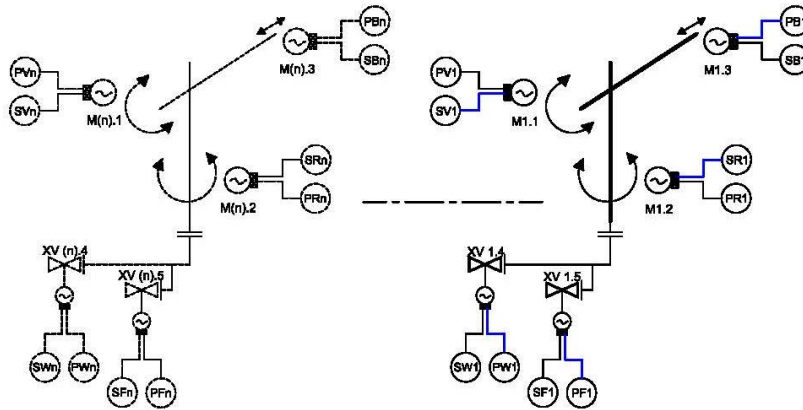 PBn
SBn
M(n).3
PVn
SVn
M(n).1
SRn
PRn
M(n).2
XV (n).4
XV (n).5
SWn
PWn
SFn
PFn
PB1
SB1
M1.3
PV1
SV1
M1.1
SR1
PR1
M1.2
XV 1.4
XV 1.5
SW1
PW1
SF1
PF1